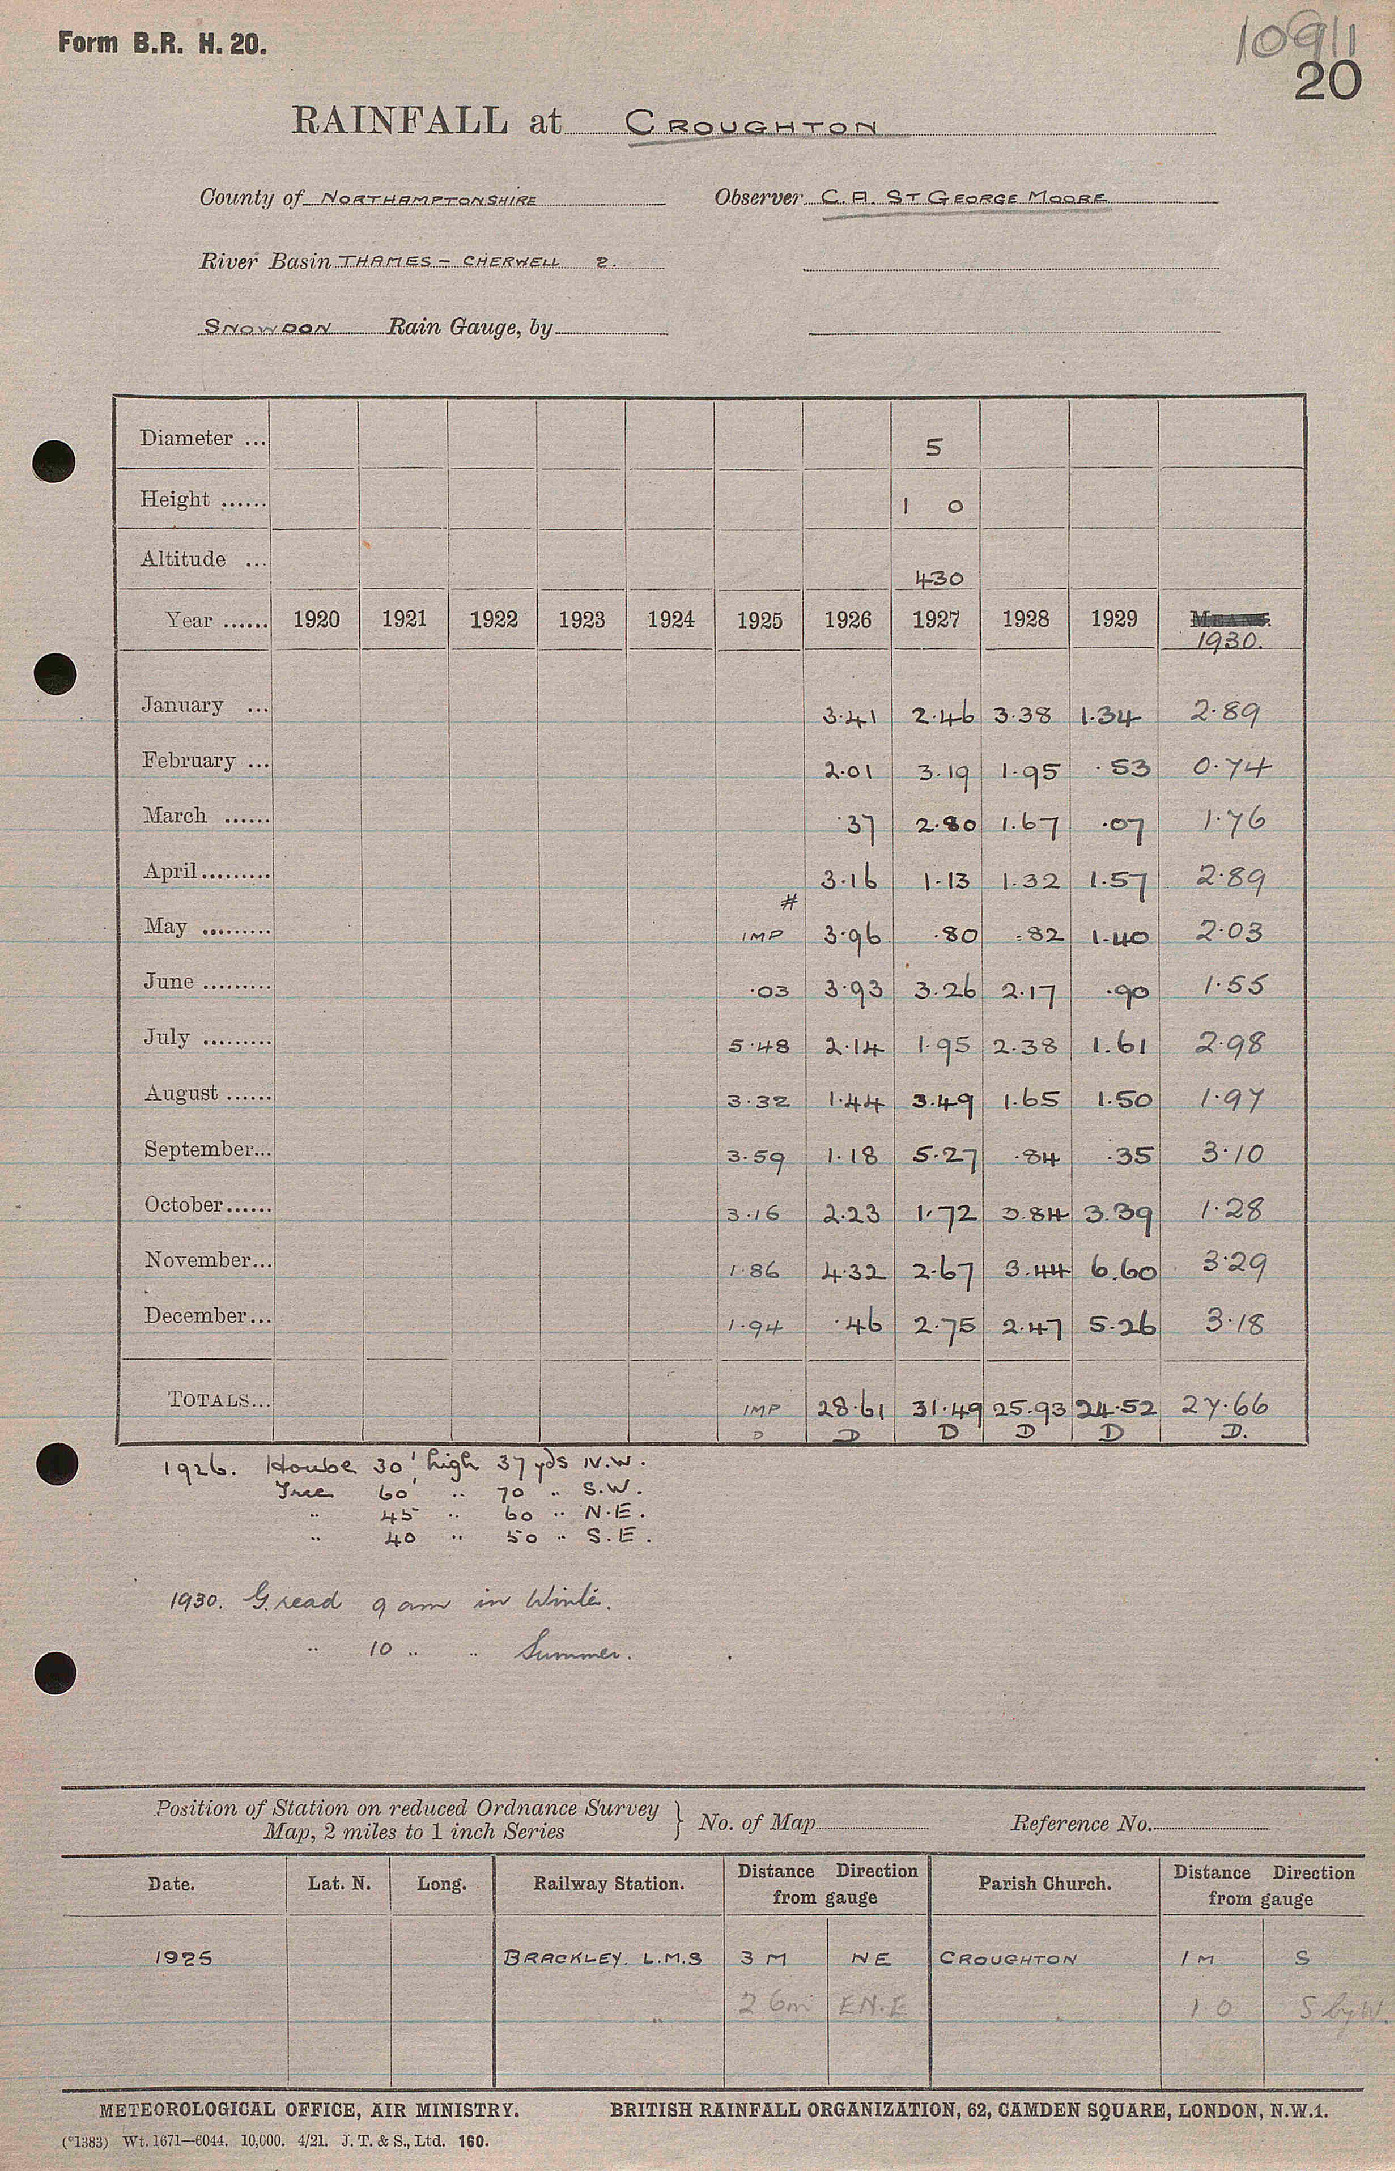 10911
Form B.R. H. 20.
20
RAINFALL at CROUGHTON
County of NORTHAMPTONSHIRE Observer C. A. ST GEORGE MOORE
River Basin THAMES - CHERWELL 2.
SNOWDON Rain Gauge, by
Diameter ... 5
Height ...... 1 0
Altitude ... 430
Year ...... 1920 1921 1922 1923 1924 1925 1926 1927 1928 1929 MEANS.
1930.
January ... 3.41 2.46 3.38 1.34 2.89
February ... 2.01 3.19 1.95 .53 0.74
March ...... .37 2.80 1.67 .07 1.76
April......... 3.16 1.13 1.32 1.57 2.89
#
May ......... IMP 3.96 .80 .82 1.40 2.03
June ......... .03 3.93 3.26 2.17 .90 1.55
July ......... 5.48 2.14 1.95 2.38 1.61 2.98
August ...... 3.32 1.44 3.49 1.65 1.50 1.97
September... 3.59 1.18 5.27 .84 .35 3.10
October...... 3.16 2.23 1.72 3.84 3.39 1.28
November... 1.86 4.32 2.67 3.44 6.60 3.29
December... 1.94 .46 2.75 2.47 5.26 3.18
TOTALS... IMP 28.61 31.49 25.93 24.52 27.66
D D D D D D.
1926. House 30' high 37 yds N.W.
Tree 60' .. 70 .. S.W.
.. 45 .. 60 .. N.E.
.. 40 .. 50 .. S.E.
1930. G. read 9 am in Winter.
.. 10 .. .. Summer.
Position of Station on reduced Ordnance Survey
Map, 2 miles to 1 inch Series } No. of Map Reference No.
Date. Lat. N. Long. Railway Station. Distance Direction from gauge Parish Church. Distance Direction from gauge
1925 BRACKLEY. L.M.S 3 M NE CROUGHTON 1 M S
2 6m EN.E 1 0 S by W.
METEOROLOGICAL OFFICE, AIR MINISTRY. BRITISH RAINFALL ORGANIZATION, 62, CAMDEN SQUARE, LONDON, N.W.1.
(*1383) Wt. 1671—6044. 10,000. 4/21. J. T. & S., Ltd. 160.